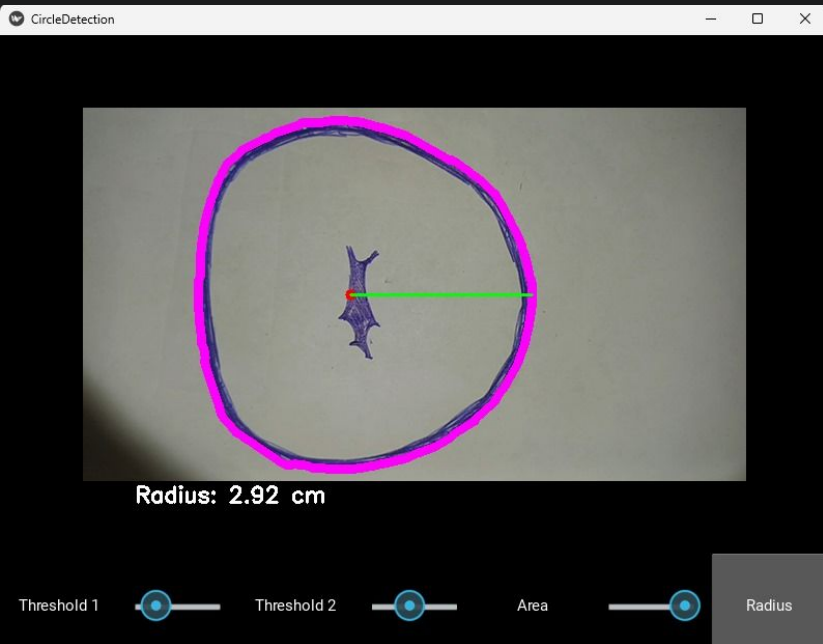 CircleDetection
Radius: 2.92 cm
Threshold 1
Threshold 2
Area
Radius